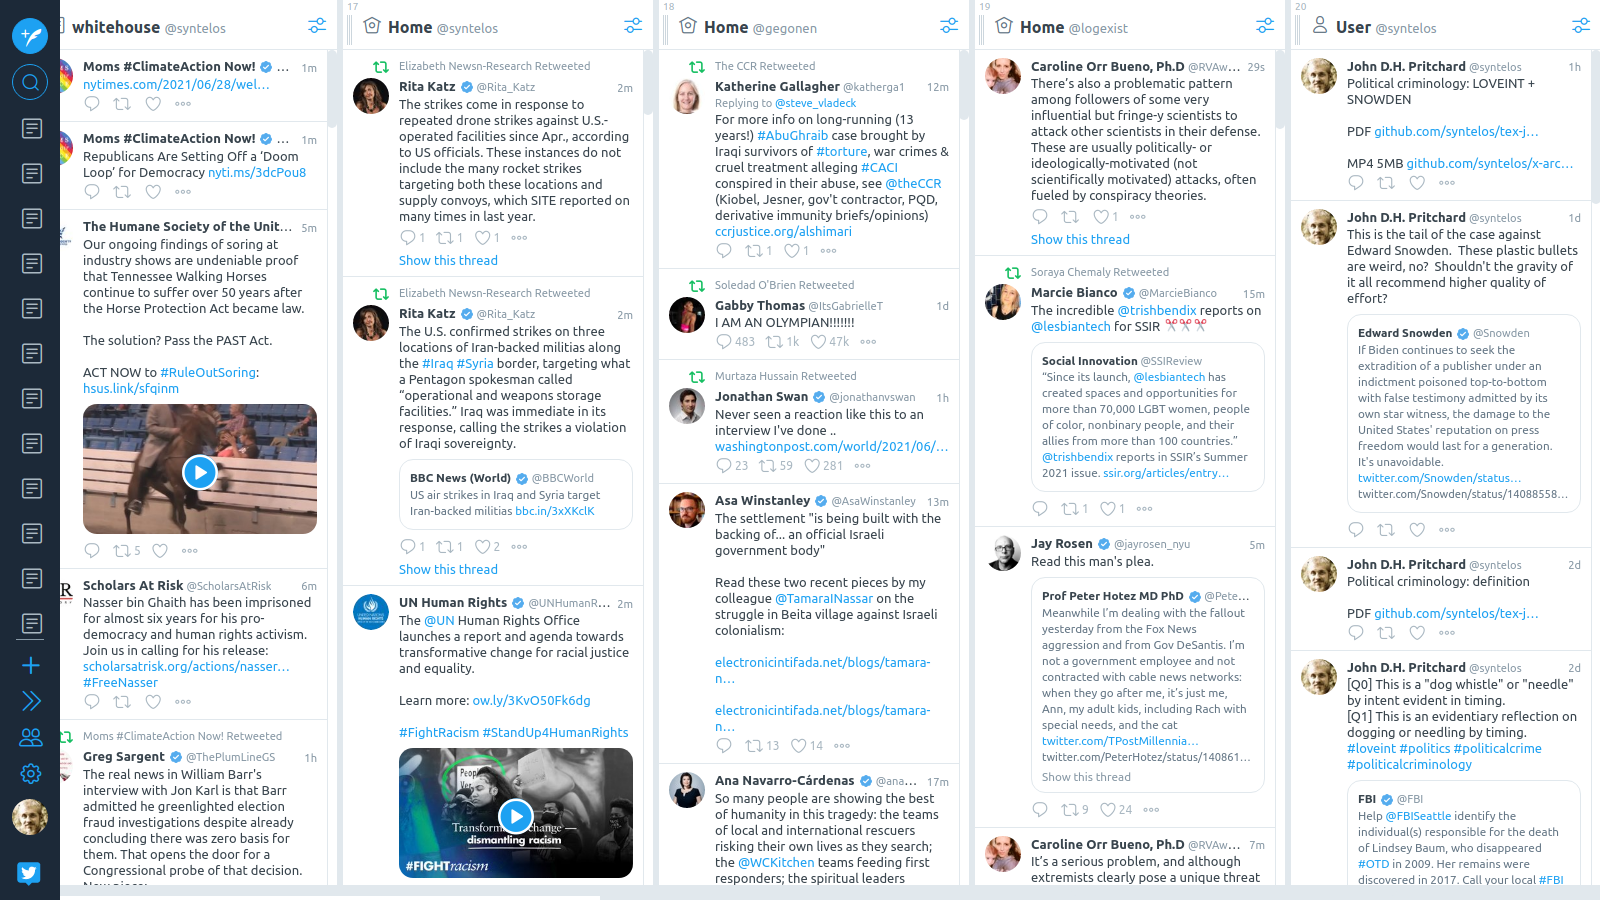 whitehouse @syntelos
Moms #ClimateAction Now! ... 1m
nytimes.com/2021/06/28/wel...
Moms #ClimateAction Now! ... 1m
Republicans Are Setting Off a ‘Doom
Loop’ for Democracy nyti.ms/3dcPou8
The Humane Society of the Unit... 5m
Our ongoing findings of soring at
industry shows are undeniable proof
that Tennessee Walking Horses
continue to suffer over 50 years after
the Horse Protection Act became law.
The solution? Pass the PAST Act.
ACT NOW to #RuleOutSoring:
hsus.link/sfqinm
5
Scholars At Risk @ScholarsAtRisk 6m
Nasser bin Ghaith has been imprisoned
for almost six years for his pro-
democracy and human rights activism.
Join us in calling for his release:
scholarsatrisk.org/actions/nasser...
#FreeNasser
Moms #ClimateAction Now! Retweeted
Greg Sargent @ThePlumLineGS 1h
The real news in William Barr's
interview with Jon Karl is that Barr
admitted he greenlighted election
fraud investigations despite already
concluding there was zero basis for
them. That opens the door for a
Congressional probe of that decision.
17
Home @syntelos
Elizabeth Newsn-Research Retweeted
Rita Katz @Rita_Katz 2m
The strikes come in response to
repeated drone strikes against U.S.-
operated facilities since Apr., according
to US officials. These instances do not
include the many rocket strikes
targeting both these locations and
supply convoys, which SITE reported on
many times in last year.
1 1 1
Show this thread
Elizabeth Newsn-Research Retweeted
Rita Katz @Rita_Katz 2m
The U.S. confirmed strikes on three
locations of Iran-backed militias along
the #Iraq #Syria border, targeting what
a Pentagon spokesman called
“operational and weapons storage
facilities.” Iraq was immediate in its
response, calling the strikes a violation
of Iraqi sovereignty.
BBC News (World) @BBCWorld
US air strikes in Iraq and Syria target
Iran-backed militias bbc.in/3xXKclK
1 1 2
Show this thread
UN Human Rights @UNHumanR... 2m
The @UN Human Rights Office
launches a report and agenda towards
transformative change for racial justice
and equality.
Learn more: ow.ly/3KvO50Fk6dg
#FightRacism #StandUp4HumanRights
Transformative change —
dismantling racism
#FIGHTracism
18
Home @gegonen
The CCR Retweeted
Katherine Gallagher @katherga1 12m
Replying to @steve_vladeck
For more info on long-running (13
years!) #AbuGhraib case brought by
Iraqi survivors of #torture, war crimes &
cruel treatment alleging #CACI
conspired in their abuse, see @theCCR
(Kiobel, Jesner, gov't contractor, PQD,
derivative immunity briefs/opinions)
ccrjustice.org/alshimari
1 1
Soledad O'Brien Retweeted
Gabby Thomas @ItsGabrielleT 1d
I AM AN OLYMPIAN!!!!!!!
483 1k 47k
Murtaza Hussain Retweeted
Jonathan Swan @jonathanvswan 1h
Never seen a reaction like this to an
interview I've done ..
washingtonpost.com/world/2021/06/...
23 59 281
Asa Winstanley @AsaWinstanley 13m
The settlement "is being built with the
backing of... an official Israeli
government body"
Read these two recent pieces by my
colleague @TamaraINassar on the
struggle in Beita village against Israeli
colonialism:
electronicintifada.net/blogs/tamara-
n...
electronicintifada.net/blogs/tamara-
n...
13 14
Ana Navarro-Cárdenas @ana... 17m
So many people are showing the best
of humanity in this tragedy: the teams
of local and international rescuers
risking their own lives as they search;
the @WCKitchen teams feeding first
responders; the spiritual leaders
19
Home @logexist
Caroline Orr Bueno, Ph.D @RVAw... 29s
There’s also a problematic pattern
among followers of some very
influential but fringe-y scientists to
attack other scientists in their defense.
These are usually politically- or
ideologically-motivated (not
scientifically motivated) attacks, often
fueled by conspiracy theories.
1
Show this thread
Soraya Chemaly Retweeted
Marcie Bianco @MarcieBianco 15m
The incredible @trishbendix reports on
@lesbiantech for SSIR ✂️✂️✂️
Social Innovation @SSIReview
“Since its launch, @lesbiantech has
created spaces and opportunities for
more than 70,000 LGBT women, people
of color, nonbinary people, and their
allies from more than 100 countries.”
@trishbendix reports in SSIR’s Summer
2021 issue. ssir.org/articles/entry...
1 1
Jay Rosen @jayrosen_nyu 5m
Read this man's plea.
Prof Peter Hotez MD PhD @Pete...
Meanwhile I’m dealing with the fallout
yesterday from the Fox News
aggression and from Gov DeSantis. I’m
not a government employee and not
contracted with cable news networks:
when they go after me, it’s just me,
Ann, my adult kids, including Rach with
special needs, and the cat
twitter.com/TPostMillennia...
twitter.com/PeterHotez/status/140861...
Show this thread
9 24
Caroline Orr Bueno, Ph.D @RVAw... 7m
It’s a serious problem, and although
extremists clearly pose a unique threat
20
User @syntelos
John D.H. Pritchard @syntelos 1h
Political criminology: LOVEINT +
SNOWDEN
PDF github.com/syntelos/tex-j...
MP4 5MB github.com/syntelos/x-arc...
John D.H. Pritchard @syntelos 1d
This is the tail of the case against
Edward Snowden. These plastic bullets
are weird, no? Shouldn't the gravity of
it all recommend higher quality of
effort?
Edward Snowden @Snowden
If Biden continues to seek the
extradition of a publisher under an
indictment poisoned top-to-bottom
with false testimony admitted by its
own star witness, the damage to the
United States' reputation on press
freedom would last for a generation.
It's unavoidable.
twitter.com/Snowden/status...
twitter.com/Snowden/status/14088558...
John D.H. Pritchard @syntelos 2d
Political criminology: definition
PDF github.com/syntelos/tex-j...
John D.H. Pritchard @syntelos 2d
[Q0] This is a "dog whistle" or "needle"
by intent evident in timing.
[Q1] This is an evidentiary reflection on
dogging or needling by timing.
#loveint #politics #politicalcrime
#politicalcriminology
FBI @FBI
Help @FBISeattle identify the
individual(s) responsible for the death
of Lindsey Baum, who disappeared
#OTD in 2009. Her remains were
discovered in 2017. Call your local #FBI